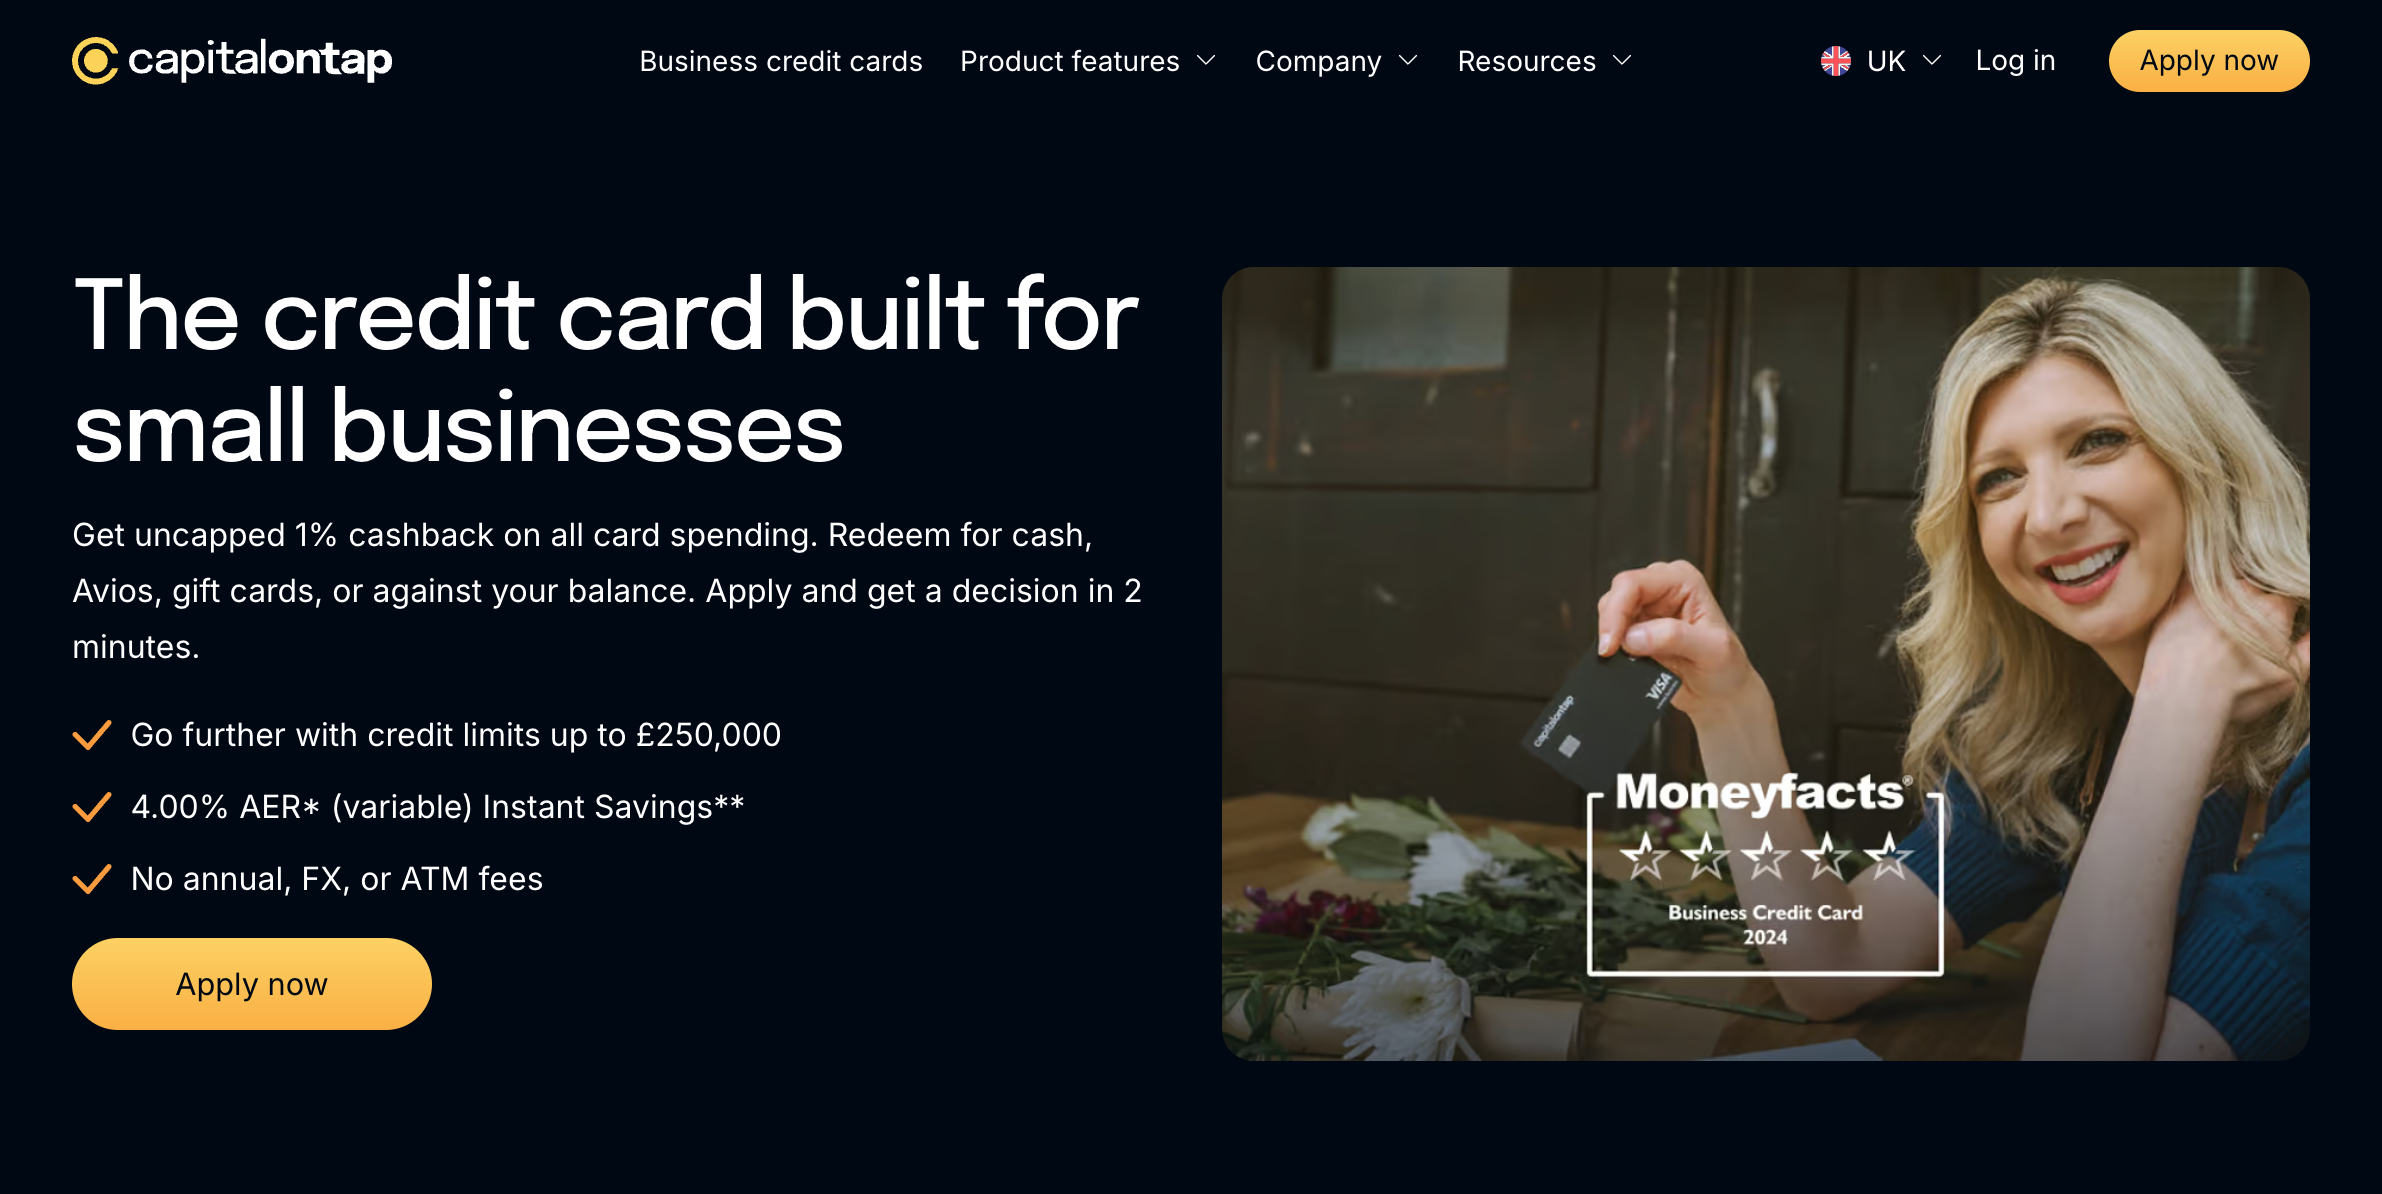 capitalontap
Business credit cards
Product features
Company
Resources
UK
Log in
Apply now
The credit card built for
small businesses
Get uncapped 1% cashback on all card spending. Redeem for cash,
Avios, gift cards, or against your balance. Apply and get a decision in 2
minutes.
Go further with credit limits up to £250,000
4.00% AER* (variable) Instant Savings**
No annual, FX, or ATM fees
Apply now
capitalontap
VISA
Moneyfacts®
Business Credit Card
2024